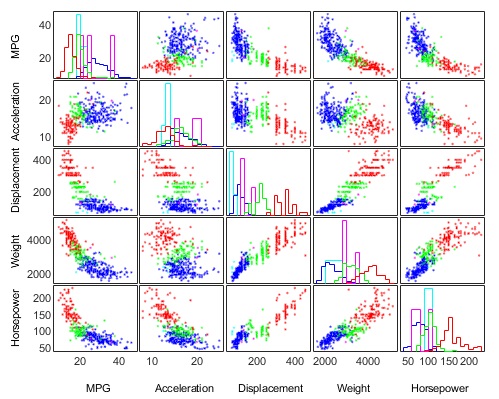 MPG
40
20
Acceleration
20
10
Displacement
400
200
Weight
4000
2000
Horsepower
200
150
100
50
20 40 10 20 200 400 2000 4000 50 100 150 200
MPG Acceleration Displacement Weight Horsepower